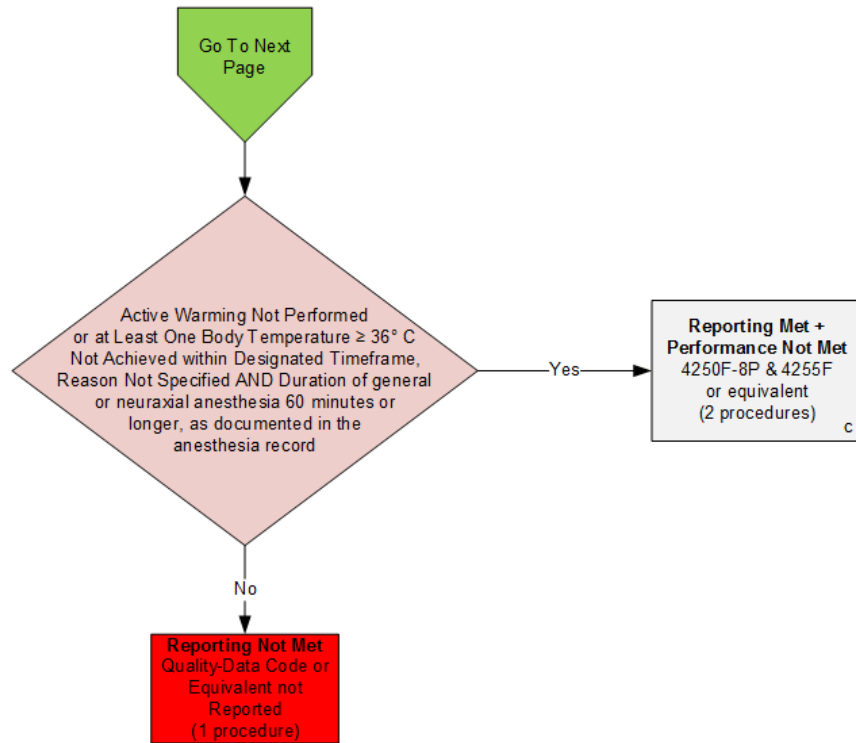 Go To Next
Page
Active Warming Not Performed
or at Least One Body Temperature ≥ 36° C
Not Achieved within Designated Timeframe,
Reason Not Specified AND Duration of general
or neuraxial anesthesia 60 minutes or
longer, as documented in the
anesthesia record
Yes
Reporting Met +
Performance Not Met
4250F-8P & 4255F
or equivalent
(2 procedures)
c
No
Reporting Not Met
Quality-Data Code or
Equivalent not
Reported
(1 procedure)